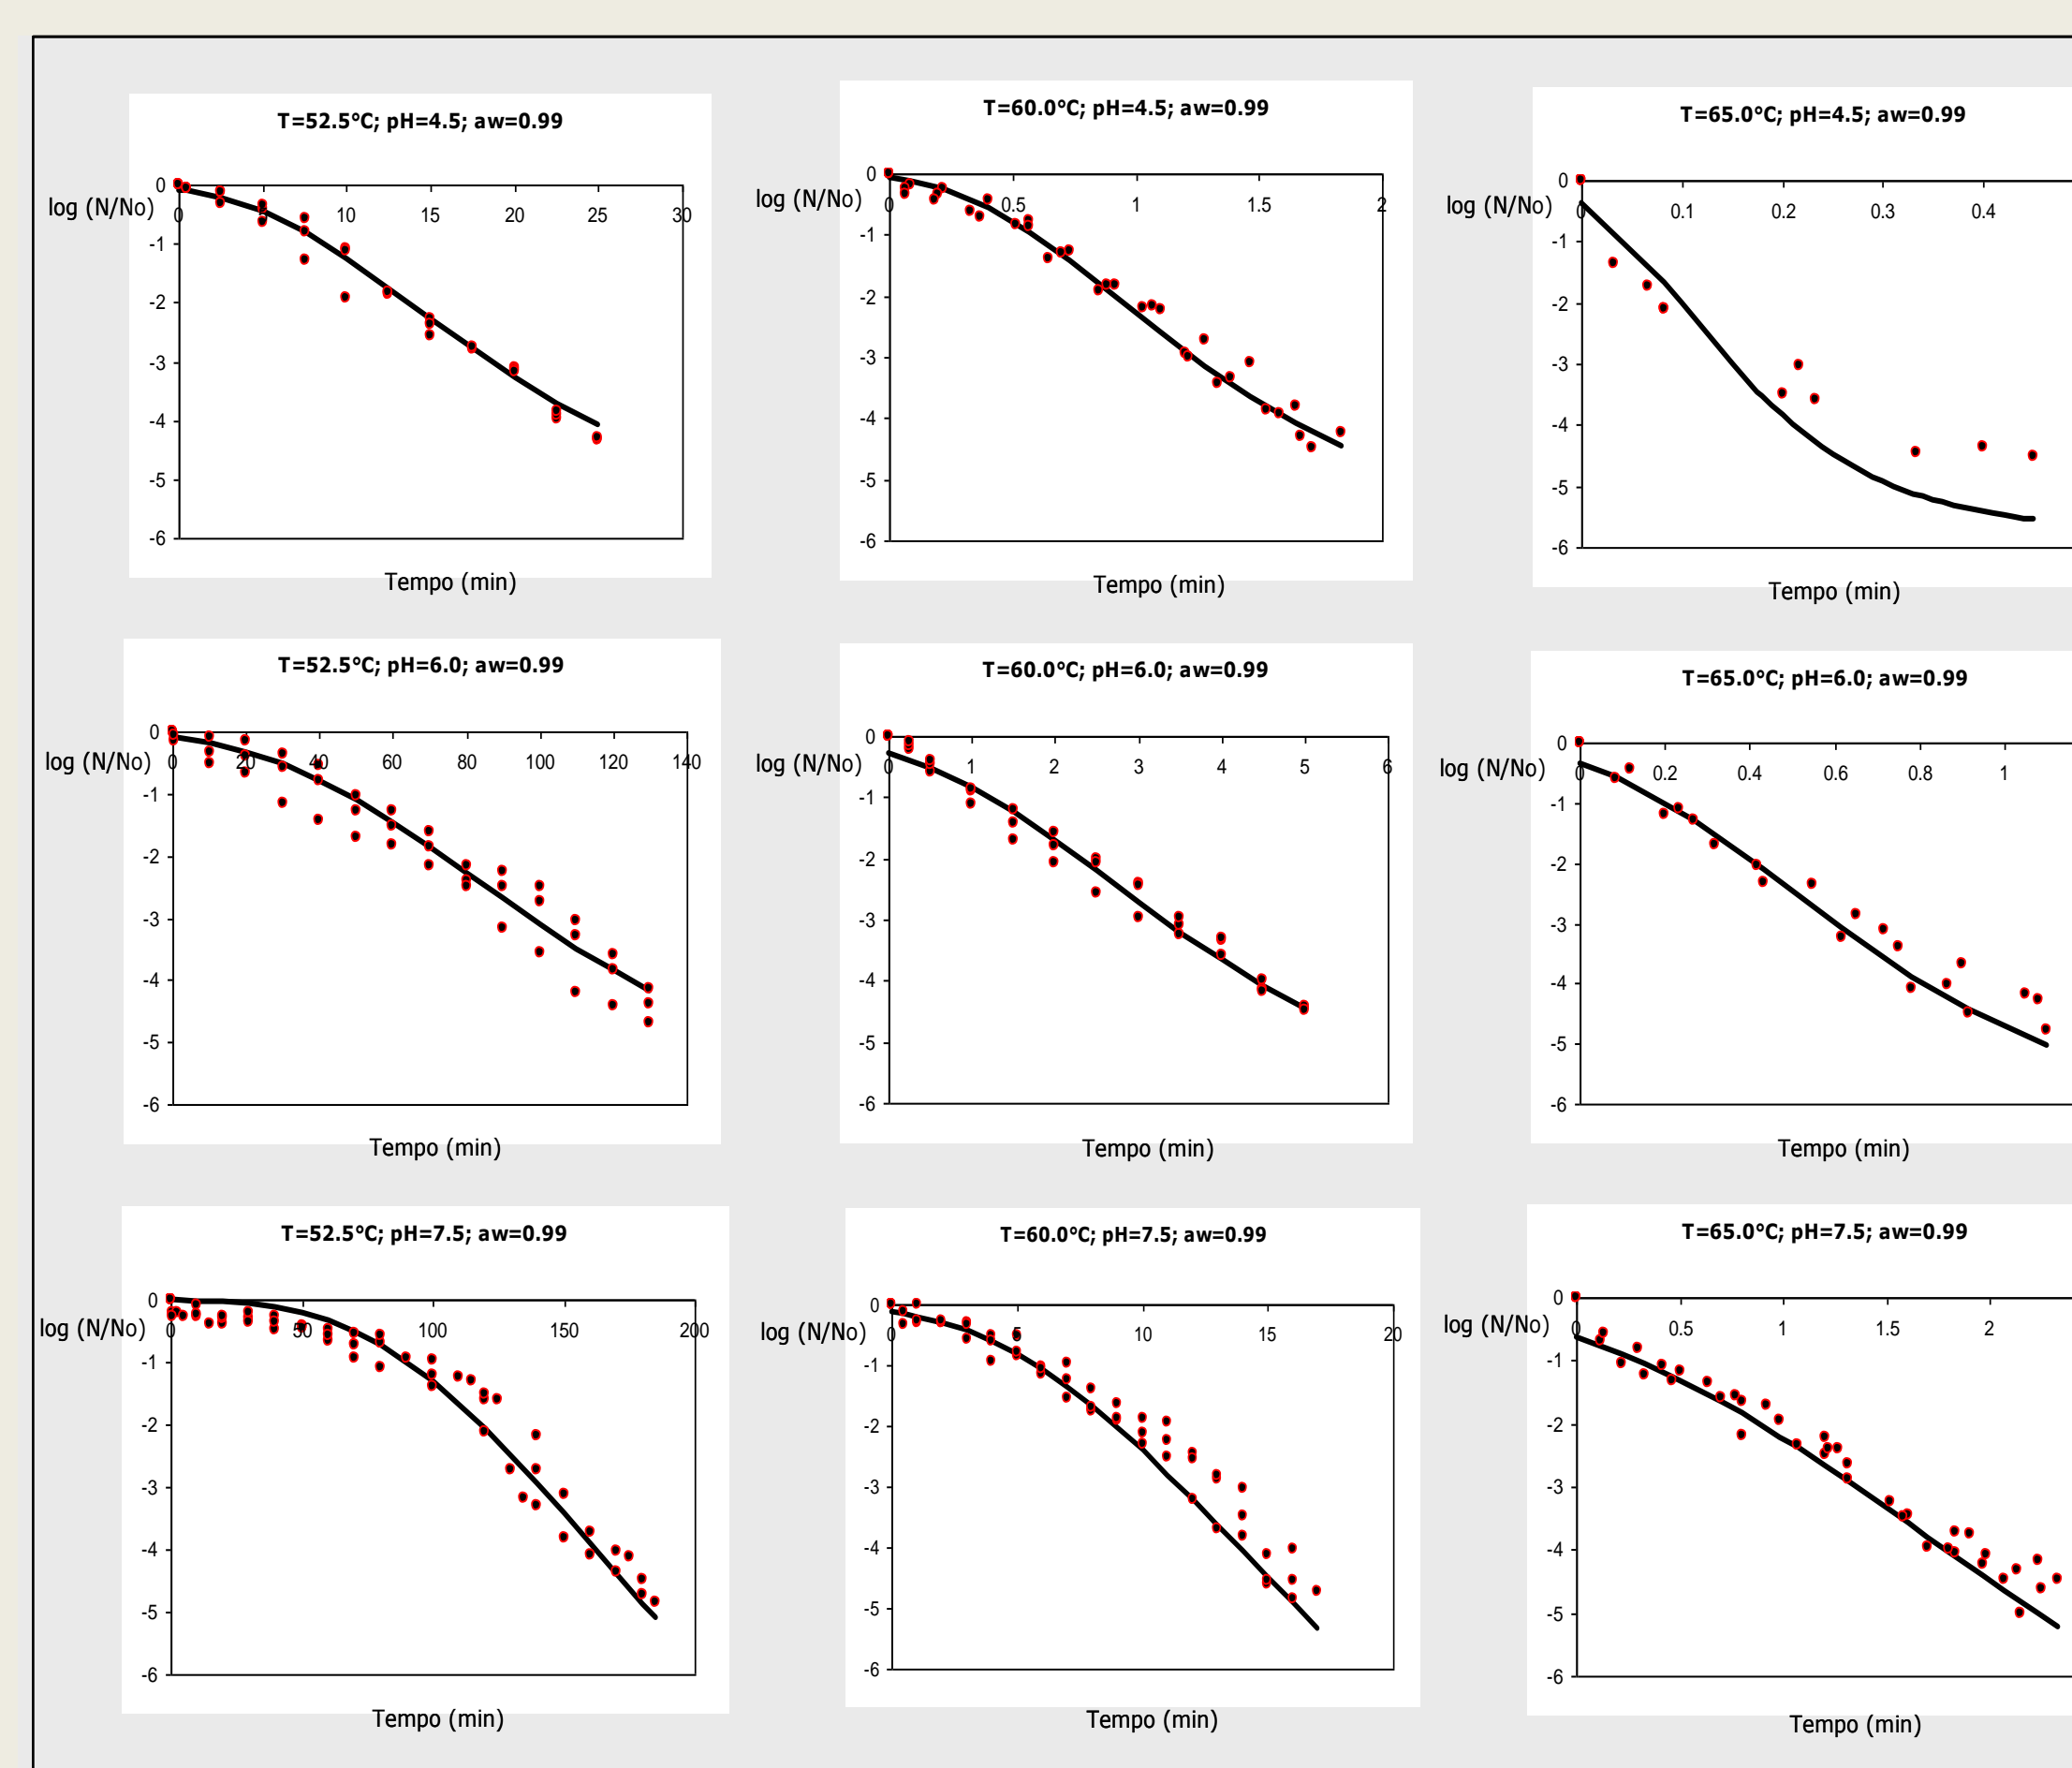 T=52.5°C; pH=4.5; aw=0.99
0
log (N/No)
0 5 10 15 20 25 30
-1
-2
-3
-4
-5
-6
Tempo (min)
T=60.0°C; pH=4.5; aw=0.99
0
log (N/No)
0 0.5 1 1.5 2
-1
-2
-3
-4
-5
-6
Tempo (min)
T=65.0°C; pH=4.5; aw=0.99
0
log (N/No)
0 0.1 0.2 0.3 0.4
-1
-2
-3
-4
-5
-6
Tempo (min)
T=52.5°C; pH=6.0; aw=0.99
0
log (N/No)
0 20 40 60 80 100 120 140
-1
-2
-3
-4
-5
-6
Tempo (min)
T=60.0°C; pH=6.0; aw=0.99
0
log (N/No)
0 1 2 3 4 5 6
-1
-2
-3
-4
-5
-6
Tempo (min)
T=65.0°C; pH=6.0; aw=0.99
0
log (N/No)
0 0.2 0.4 0.6 0.8 1
-1
-2
-3
-4
-5
-6
Tempo (min)
T=52.5°C; pH=7.5; aw=0.99
0
log (N/No)
0 50 100 150 200
-1
-2
-3
-4
-5
-6
Tempo (min)
T=60.0°C; pH=7.5; aw=0.99
0
log (N/No)
0 5 10 15 20
-1
-2
-3
-4
-5
-6
Tempo (min)
T=65.0°C; pH=7.5; aw=0.99
0
log (N/No)
0 0.5 1 1.5 2
-1
-2
-3
-4
-5
-6
Tempo (min)